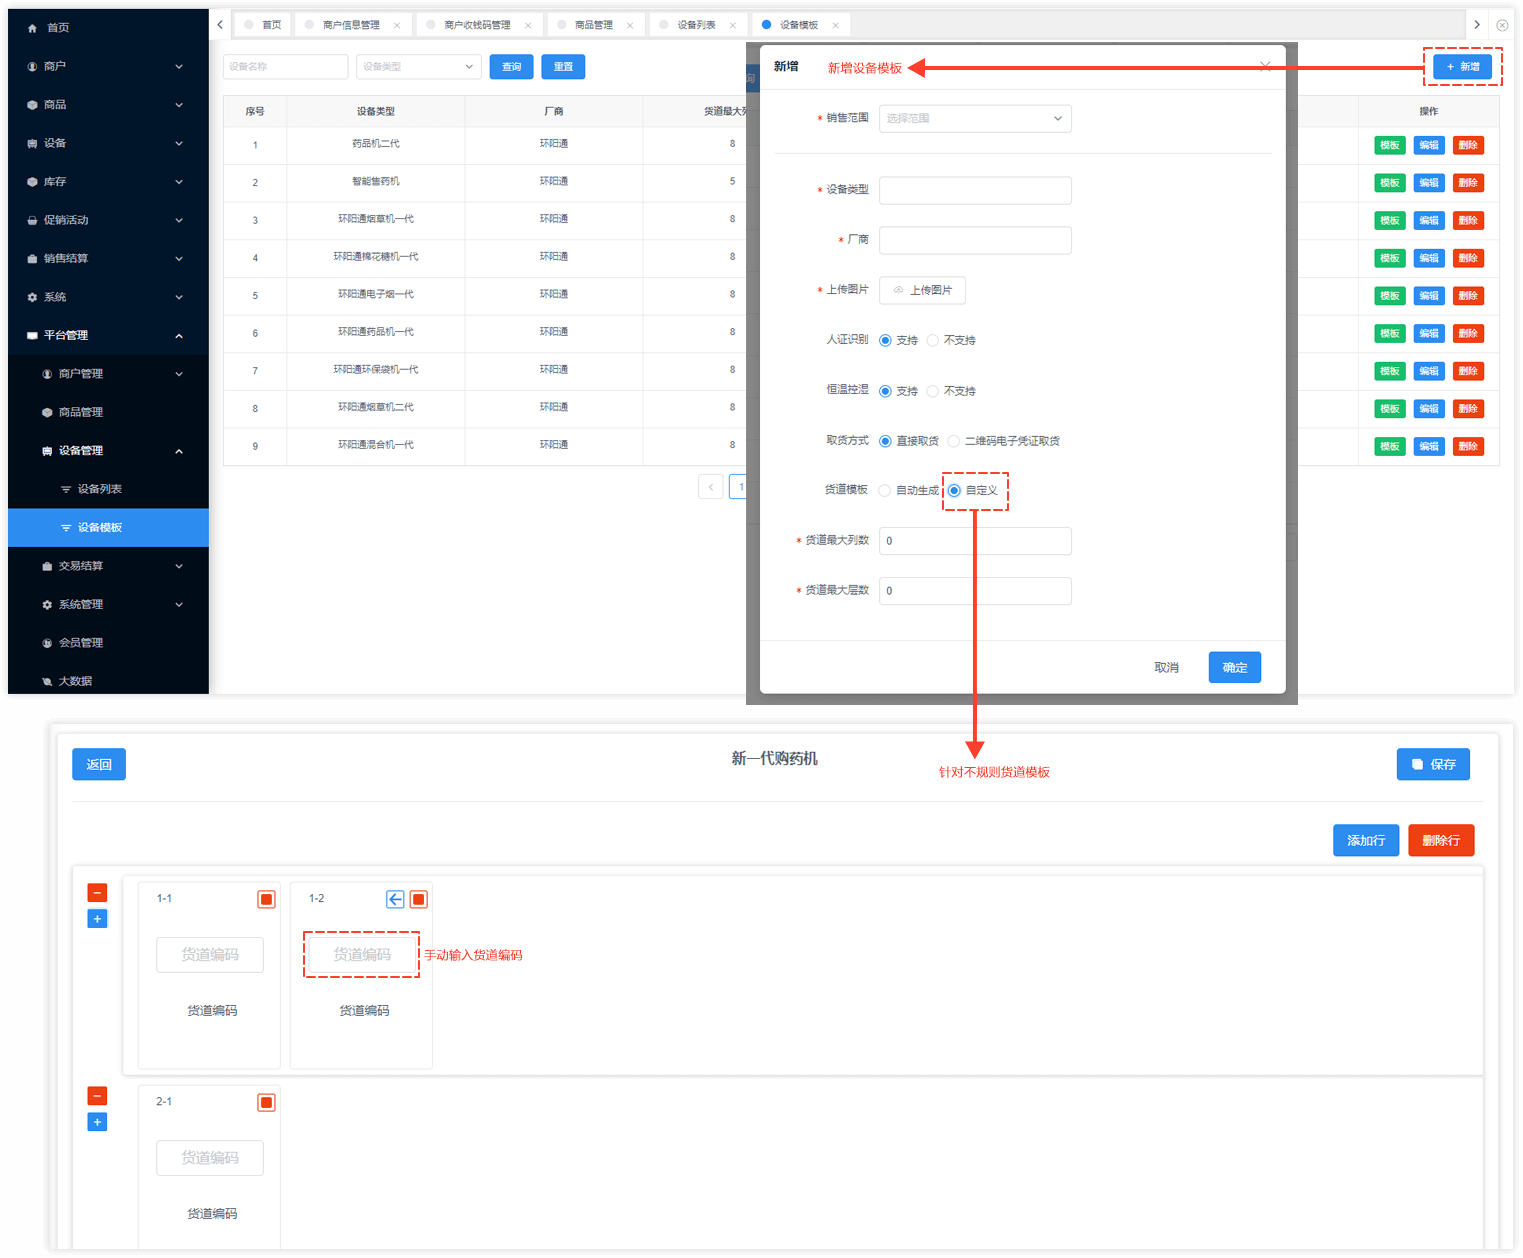 首页
商户
商品
设备
库存
促销活动
销售结算
系统
平台管理
商户管理
商品管理
设备管理
设备列表
设备模板
交易结算
系统管理
会员管理
大数据
首页 商户信息管理 商户收钱码管理 商品管理 设备列表 设备模板
设备名称 设备类型 查询 重置
+ 新增
序号 设备类型 厂商 货道最大列 操作
1 药品机二代 环阳通 8 模板 编辑 删除
2 智能售药机 环阳通 5 模板 编辑 删除
3 环阳通烟草机一代 环阳通 8 模板 编辑 删除
4 环阳通棉花糖机一代 环阳通 8 模板 编辑 删除
5 环阳通电子烟一代 环阳通 8 模板 编辑 删除
6 环阳通药品机一代 环阳通 8 模板 编辑 删除
7 环阳通环保袋机一代 环阳通 8 模板 编辑 删除
8 环阳通烟草机二代 环阳通 8 模板 编辑 删除
9 环阳通混合机一代 环阳通 8 模板 编辑 删除
1
询
新增 新增设备模板
* 销售范围 选择范围
* 设备类型
* 厂商
* 上传图片 上传图片
人证识别 支持 不支持
恒温控湿 支持 不支持
取货方式 直接取货 二维码电子凭证取货
货道模板 自动生成 自定义
* 货道最大列数 0
* 货道最大层数 0
取消 确定
返回 新一代购药机 保存
针对不规则货道模板
添加行 删除行
1-1 1-2
货道编码 货道编码 手动输入货道编码
货道编码 货道编码
2-1
货道编码
货道编码